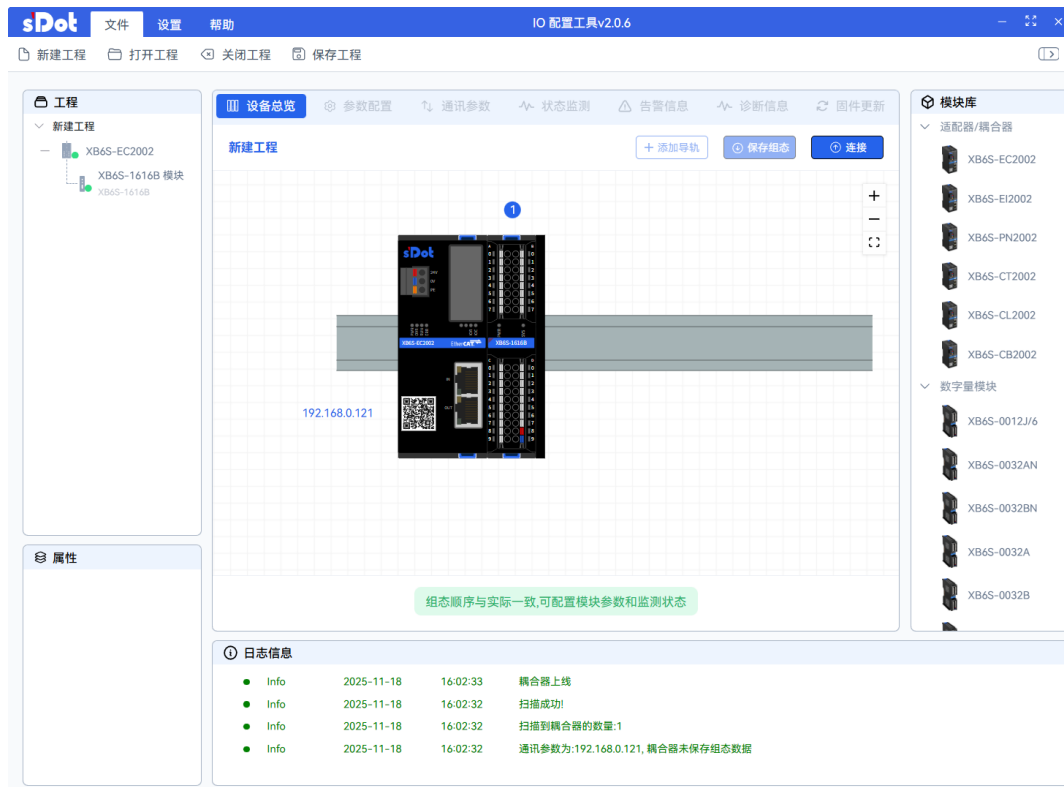 sDot 文件 设置 帮助 IO 配置工具v2.0.6
新建工程 打开工程 关闭工程 保存工程
工程
新建工程
XB6S-EC2002
XB6S-1616B 模块
XB6S-1616B
属性
设备总览 参数配置 通讯参数 状态监测 告警信息 诊断信息 固件更新
新建工程 添加导轨 保存组态 连接
1
sDot
XB6S-EC2002 EtherCAT XB6S-1616B
192.168.0.121
组态顺序与实际一致,可配置模块参数和监测状态
模块库
适配器/耦合器
XB6S-EC2002
XB6S-EI2002
XB6S-PN2002
XB6S-CT2002
XB6S-CL2002
XB6S-CB2002
数字量模块
XB6S-0012J/6
XB6S-0032AN
XB6S-0032BN
XB6S-0032A
XB6S-0032B
日志信息
Info 2025-11-18 16:02:33 耦合器上线
Info 2025-11-18 16:02:32 扫描成功!
Info 2025-11-18 16:02:32 扫描到耦合器的数量:1
Info 2025-11-18 16:02:32 通讯参数为:192.168.0.121, 耦合器未保存组态数据